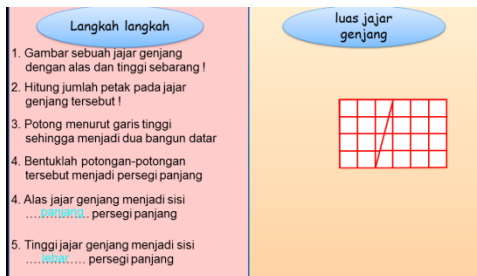 Langkah langkah
1. Gambar sebuah jajar genjang
dengan alas dan tinggi sebarang !
2. Hitung jumlah petak pada jajar
genjang tersebut !
3. Potong menurut garis tinggi
sehingga menjadi dua bangun datar
4. Bentuklah potongan-potongan
tersebut menjadi persegi panjang
4. Alas jajar genjang menjadi sisi
....panjang.... persegi panjang
5. Tinggi jajar genjang menjadi sisi
....lebar.... persegi panjang
luas jajar
genjang